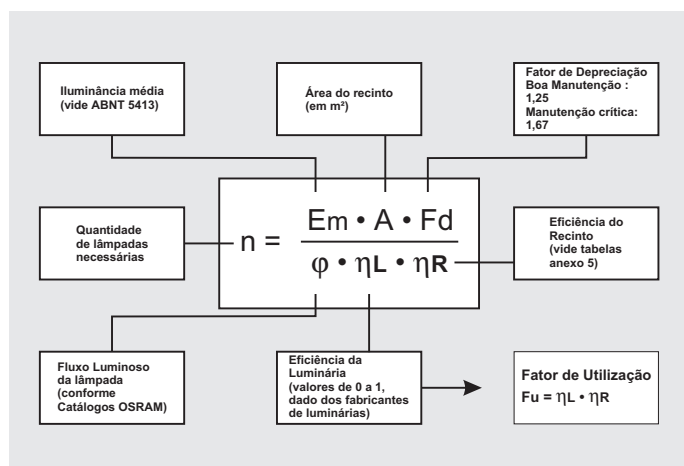 Iluminância média
(vide ABNT 5413)
Área do recinto
(em m²)
Fator de Depreciação
Boa Manutenção :
1,25
Manutenção crítica:
1,67
Quantidade
de lâmpadas
necessárias
n = Em • A • Fd
φ • ηL • ηR
Eficiência do
Recinto
(vide tabelas
anexo 5)
Fluxo Luminoso
da lâmpada
(conforme
Catálogos OSRAM)
Eficiência da
Luminária
(valores de 0 a 1,
dado dos fabricantes
de luminárias)
Fator de Utilização
Fu = ηL • ηR